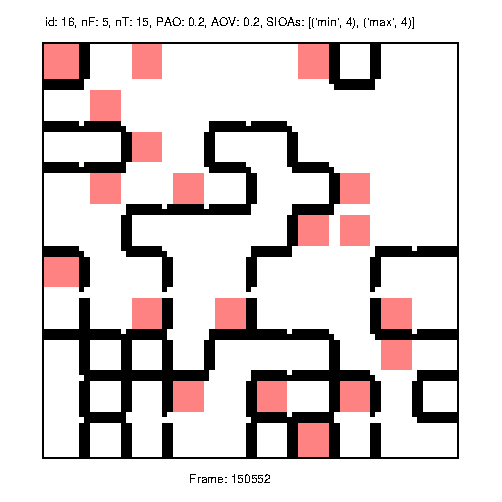 id: 16, nF: 5, nT: 15, PAO: 0.2, AOV: 0.2, SIOAs: [('min', 4), ('max', 4)]
Frame: 150552